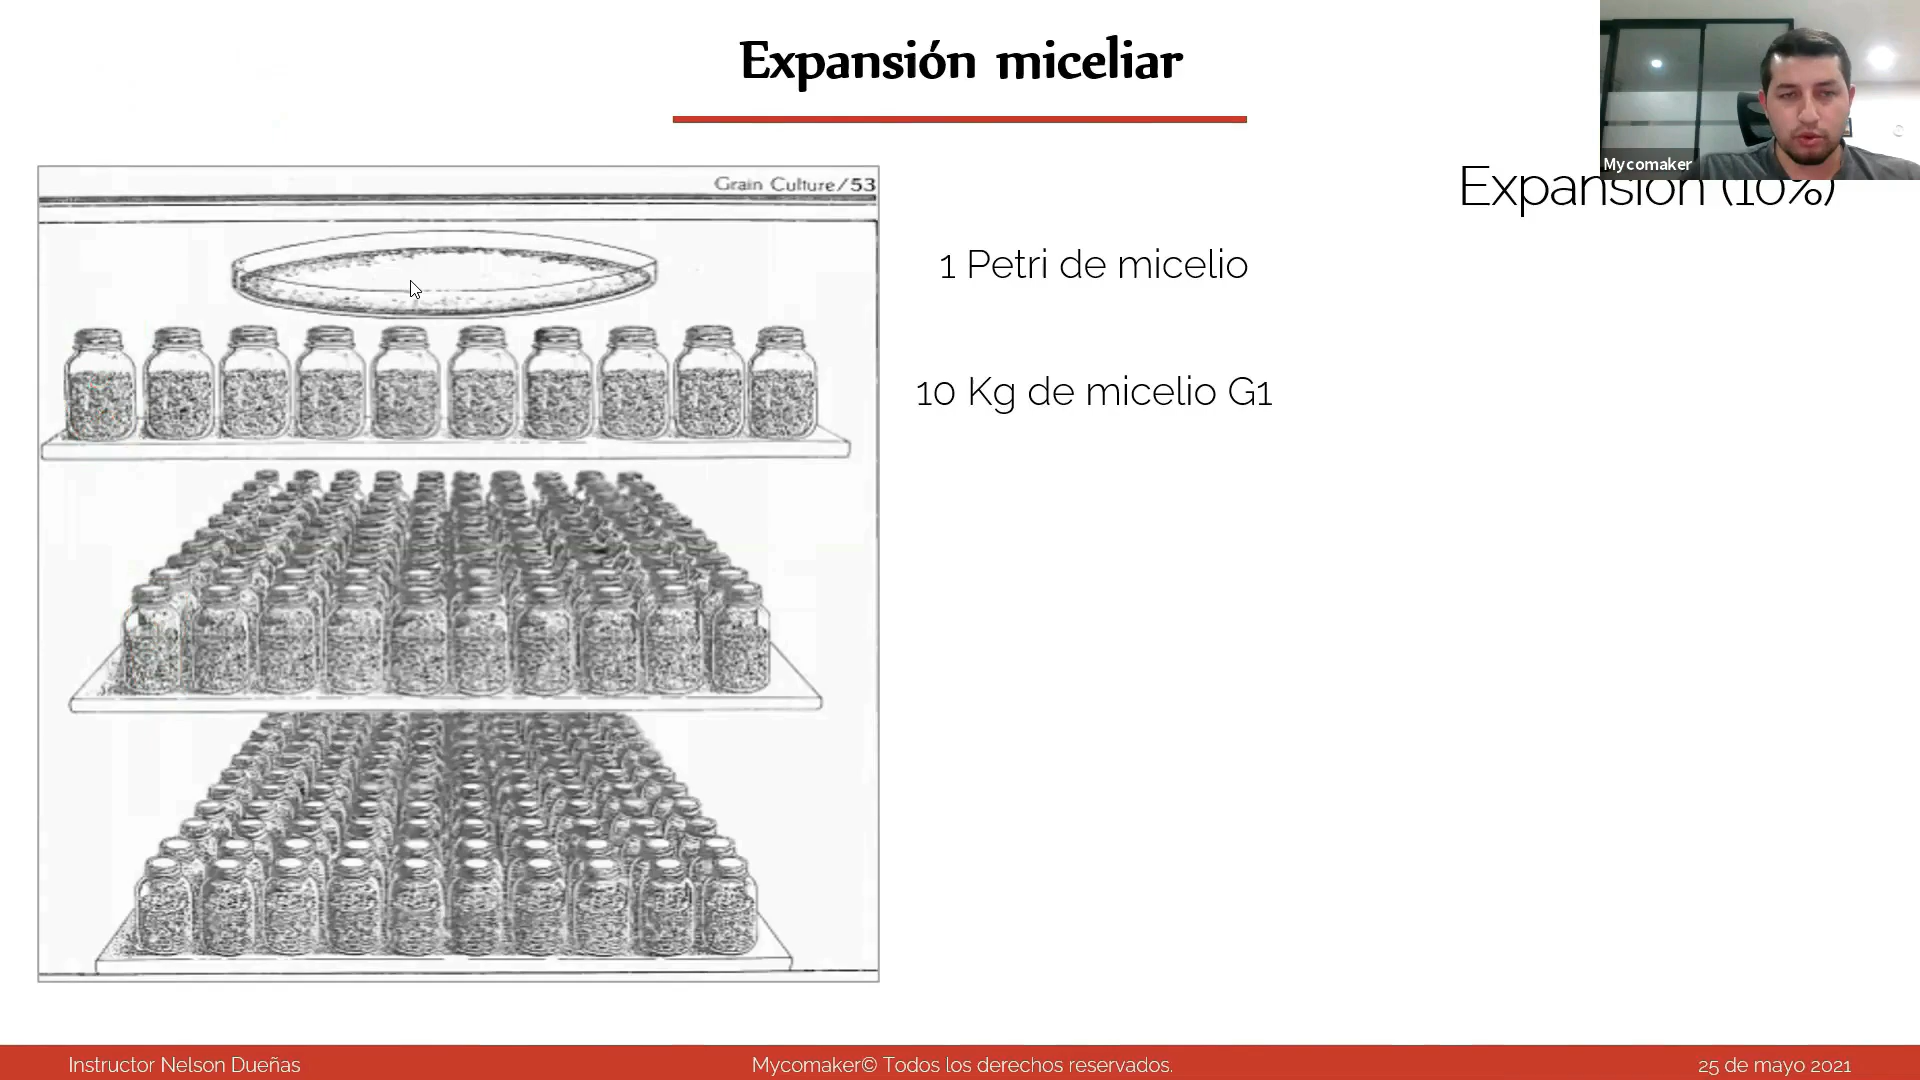 Expansión miceliar
Mycomaker
Grain Culture/53
Expansión (10%)
1 Petri de micelio
10 Kg de micelio G1
Instructor Nelson Dueñas
Mycomaker© Todos los derechos reservados.
25 de mayo 2021